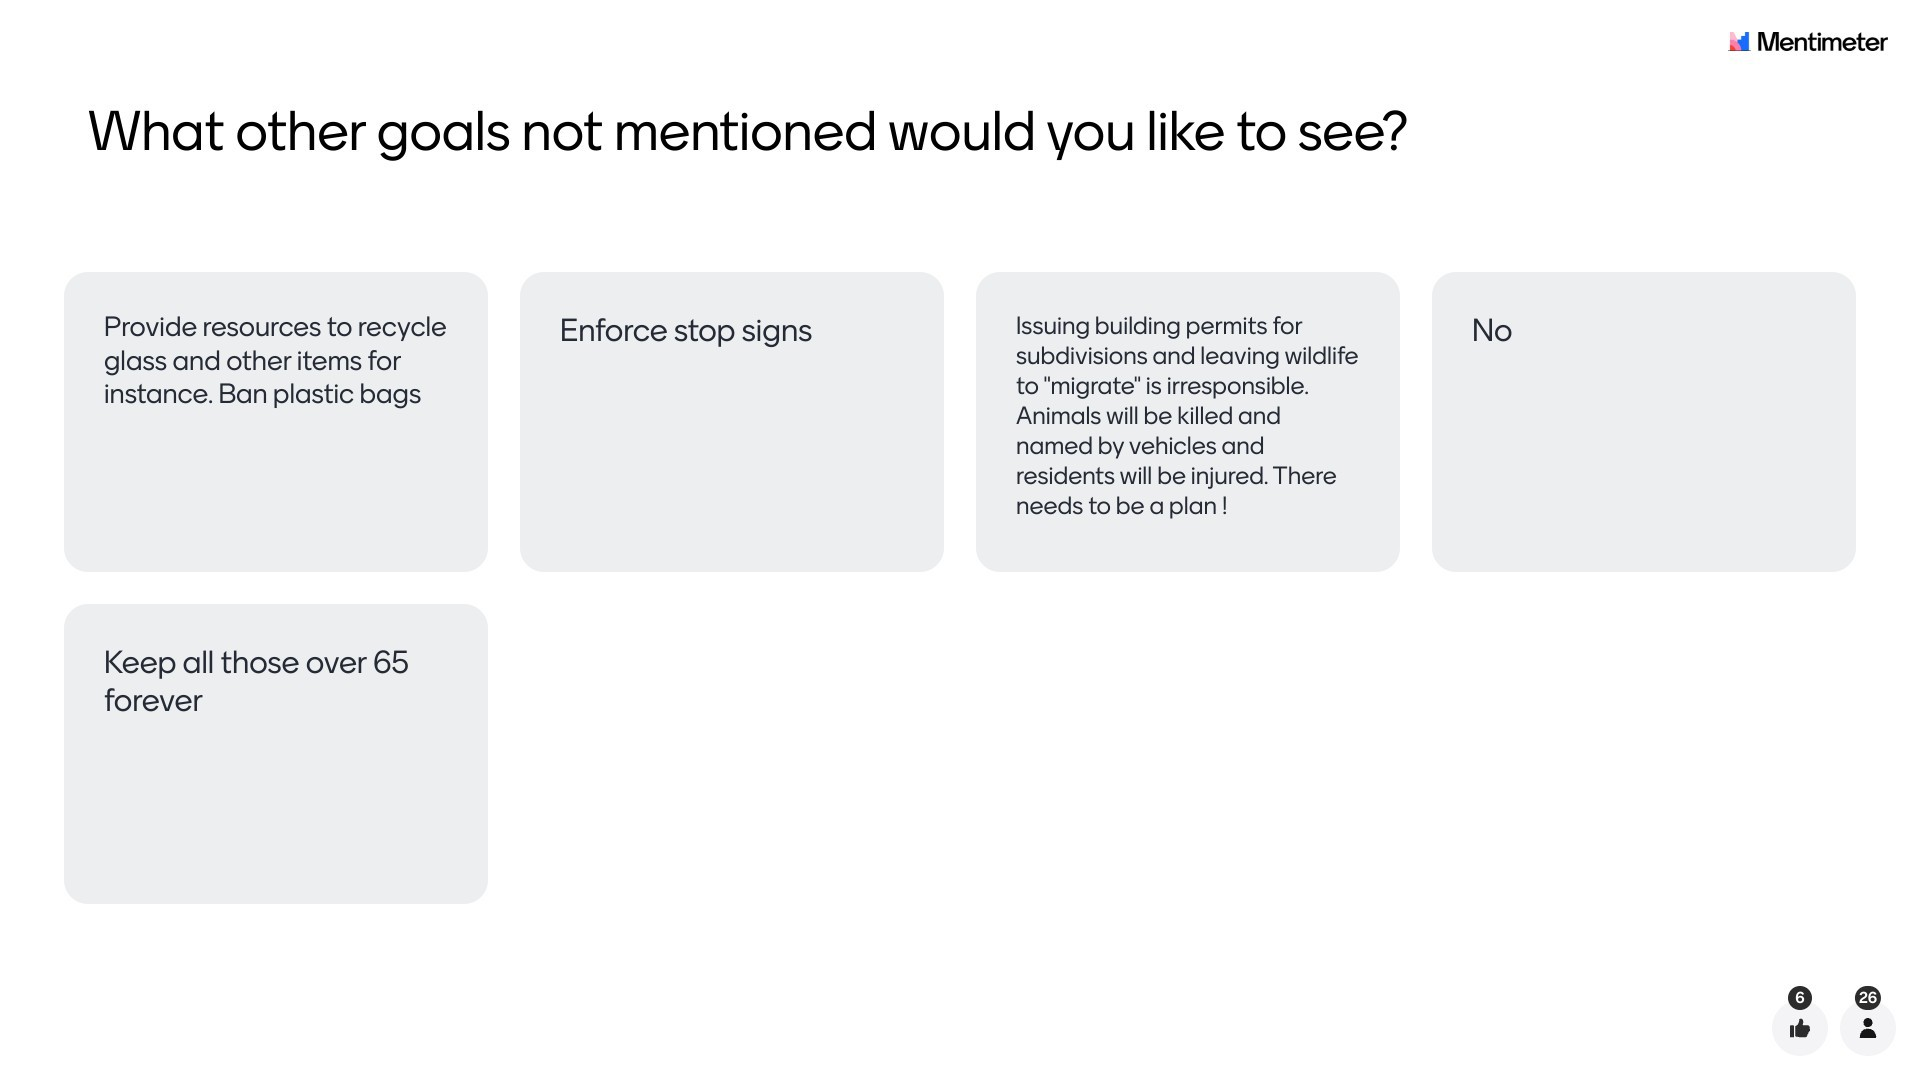 Mentimeter
What other goals not mentioned would you like to see?
Provide resources to recycle
glass and other items for
instance. Ban plastic bags
Enforce stop signs
Issuing building permits for
subdivisions and leaving wildlife
to "migrate" is irresponsible.
Animals will be killed and
named by vehicles and
residents will be injured. There
needs to be a plan !
No
Keep all those over 65
forever
6
26